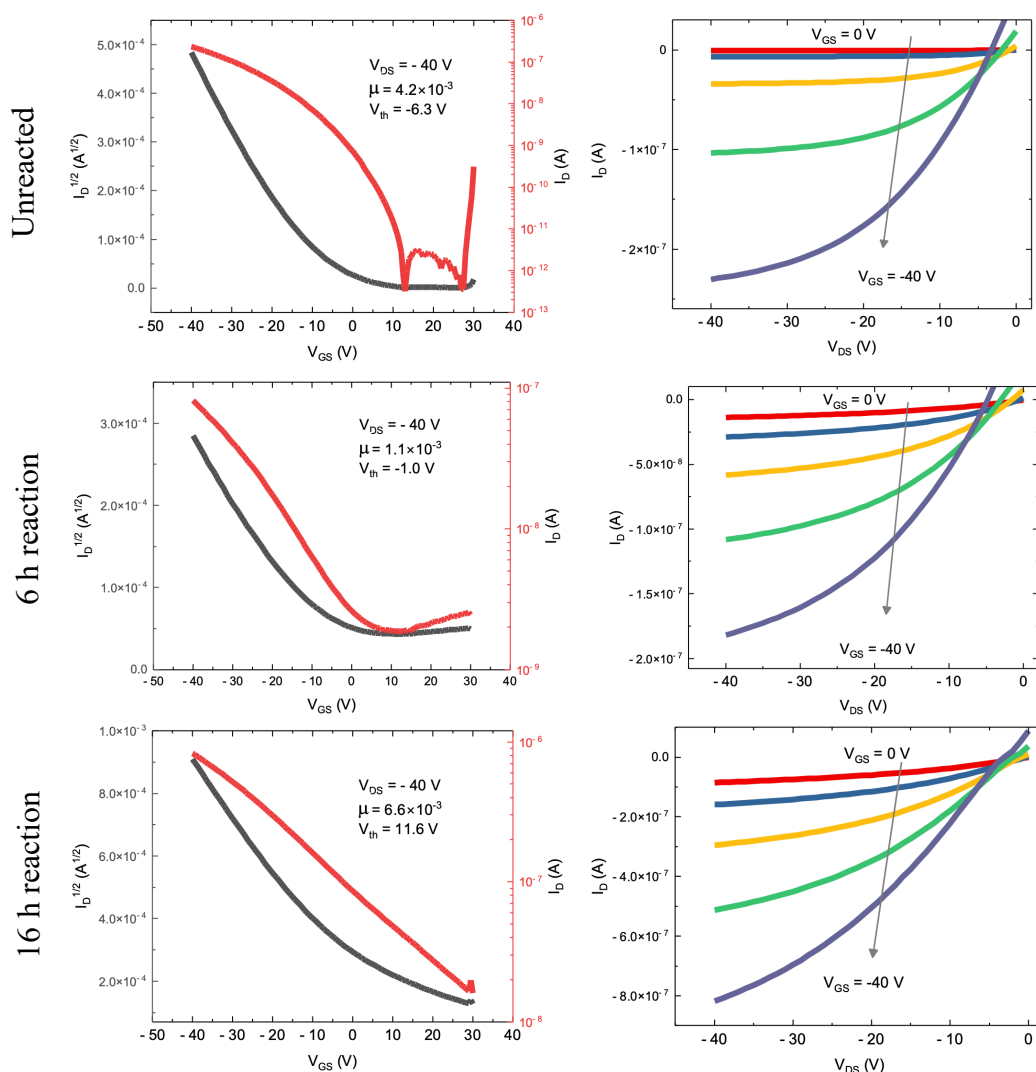 Unreacted
5.0×10⁻⁴
4.0×10⁻⁴
3.0×10⁻⁴
2.0×10⁻⁴
1.0×10⁻⁴
0.0
I_D^1/2 (A^1/2)
V_DS = - 40 V
μ = 4.2×10⁻³
V_th = -6.3 V
10⁻⁶
10⁻⁷
10⁻⁸
10⁻⁹
10⁻¹⁰
10⁻¹¹
10⁻¹²
10⁻¹³
I_D (A)
- 50 - 40 - 30 - 20 - 10 0 10 20 30 40
V_GS (V)
0
- 1×10⁻⁷
- 2×10⁻⁷
I_D (A)
V_GS = 0 V
V_GS = -40 V
- 40 - 30 - 20 - 10 0
V_DS (V)
6 h reaction
3.0×10⁻⁴
2.0×10⁻⁴
1.0×10⁻⁴
0.0
I_D^1/2 (A^1/2)
V_DS = - 40 V
μ = 1.1×10⁻³
V_th = -1.0 V
10⁻⁷
10⁻⁸
10⁻⁹
I_D (A)
- 50 - 40 - 30 - 20 - 10 0 10 20 30 40
V_GS (V)
0.0
-5.0×10⁻⁸
-1.0×10⁻⁷
-1.5×10⁻⁷
-2.0×10⁻⁷
I_D (A)
V_GS = 0 V
V_GS = -40 V
- 40 - 30 - 20 - 10 0
V_DS (V)
16 h reaction
1.0×10⁻³
8.0×10⁻⁴
6.0×10⁻⁴
4.0×10⁻⁴
2.0×10⁻⁴
I_D^1/2 (A^1/2)
V_DS = - 40 V
μ = 6.6×10⁻³
V_th = 11.6 V
10⁻⁶
10⁻⁷
10⁻⁸
I_D (A)
- 50 - 40 - 30 - 20 - 10 0 10 20 30 40
V_GS (V)
0.0
-2.0×10⁻⁷
-4.0×10⁻⁷
-6.0×10⁻⁷
-8.0×10⁻⁷
I_D (A)
V_GS = 0 V
V_GS = -40 V
- 40 - 30 - 20 - 10 0
V_DS (V)